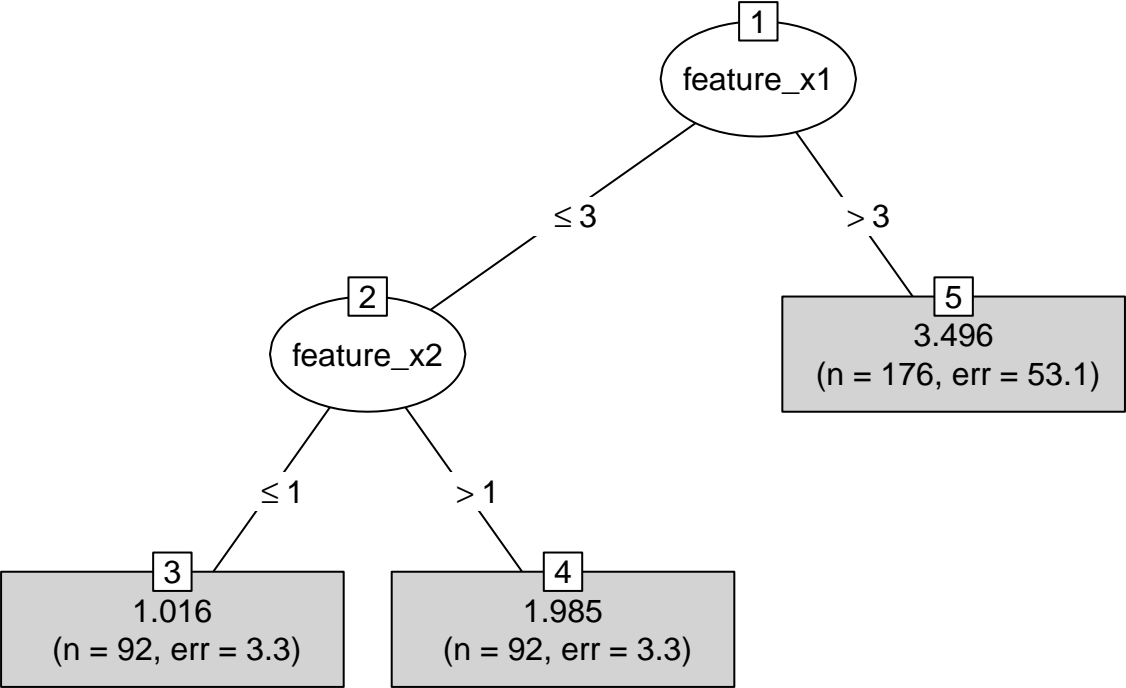 1
feature_x1
≤ 3
> 3
2
feature_x2
5
3.496
(n = 176, err = 53.1)
≤ 1
> 1
3
1.016
(n = 92, err = 3.3)
4
1.985
(n = 92, err = 3.3)